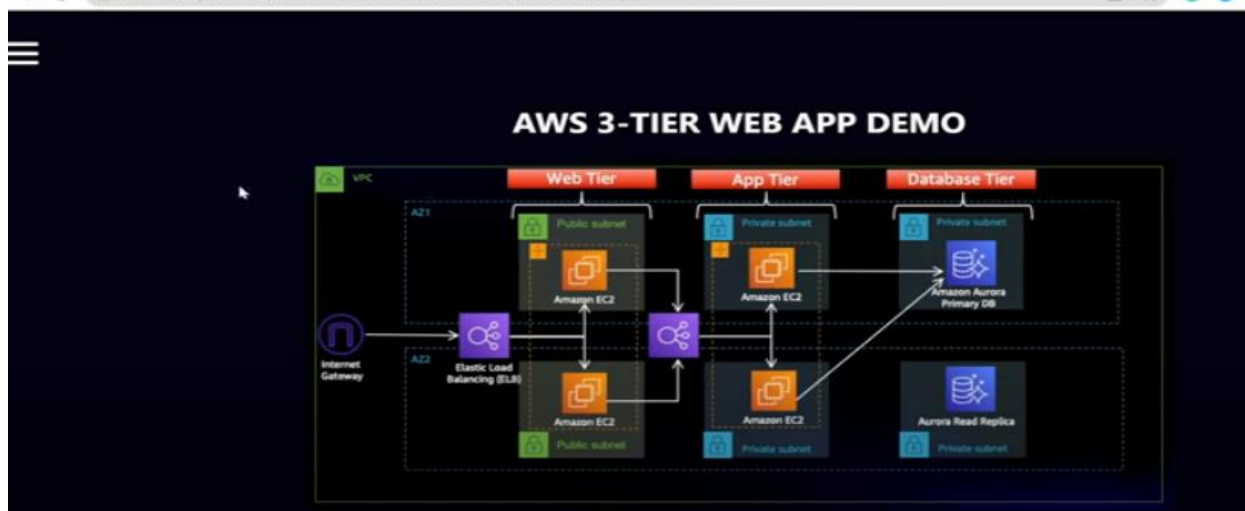 AWS 3-TIER WEB APP DEMO
VPC
Web Tier
App Tier
Database Tier
AZ1
Public subnet
Private subnet
Private subnet
Amazon EC2
Amazon EC2
Amazon Aurora
Primary DB
Internet
Gateway
AZ2
Elastic Load
Balancing (ELB)
Amazon EC2
Amazon EC2
Aurora Read Replica
Public subnet
Private subnet
Private subnet